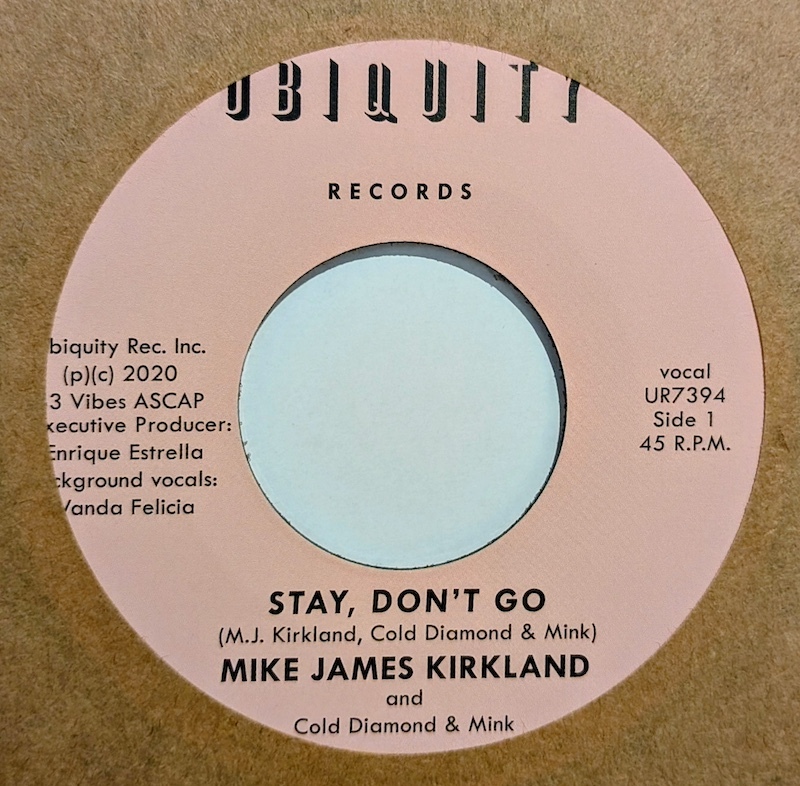 UBIQUITY
RECORDS
biquity Rec. Inc.
(p)(c) 2020
3 Vibes ASCAP
xecutive Producer:
Enrique Estrella
ckground vocals:
Vanda Felicia
vocal
UR7394
Side 1
45 R.P.M.
STAY, DON'T GO
(M.J. Kirkland, Cold Diamond & Mink)
MIKE JAMES KIRKLAND
and
Cold Diamond & Mink